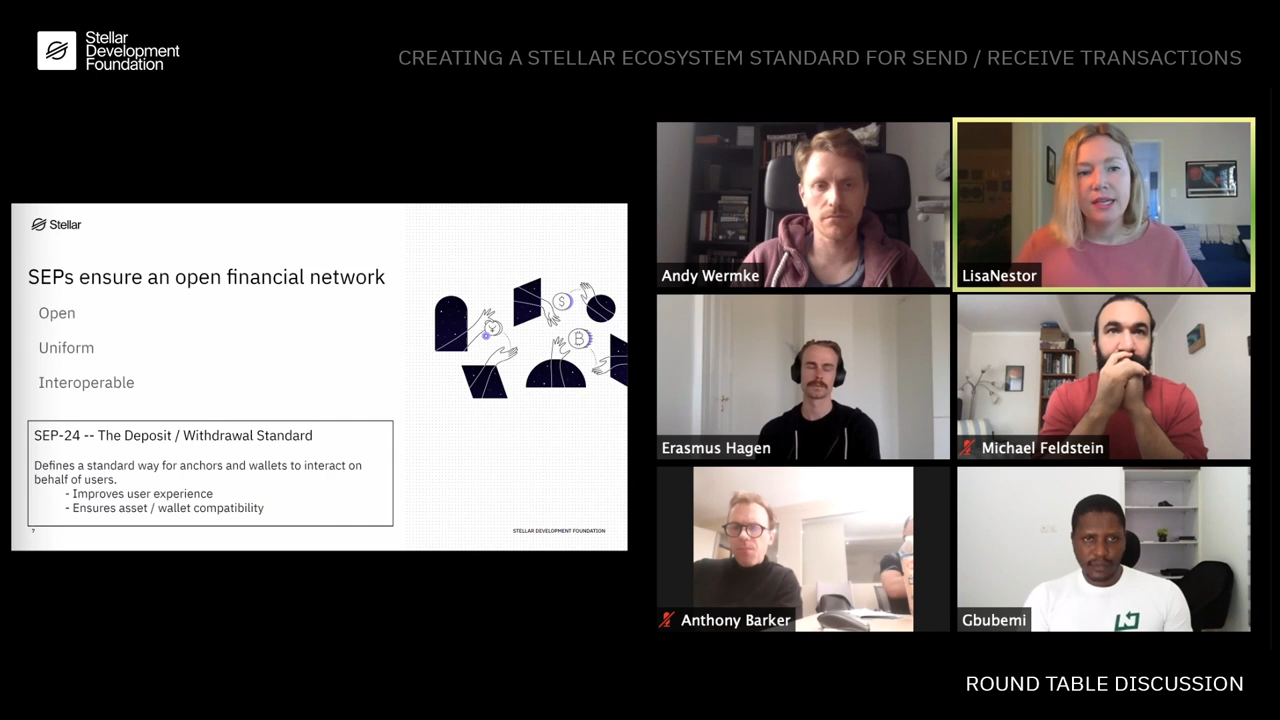 Stellar
Development
Foundation
CREATING A STELLAR ECOSYSTEM STANDARD FOR SEND / RECEIVE TRANSACTIONS
Stellar
SEPs ensure an open financial network
Open
Uniform
Interoperable
SEP-24 -- The Deposit / Withdrawal Standard
Defines a standard way for anchors and wallets to interact on
behalf of users.
- Improves user experience
- Ensures asset / wallet compatibility
7
STELLAR DEVELOPMENT FOUNDATION
Andy Wermke
LisaNestor
Erasmus Hagen
Michael Feldstein
Anthony Barker
Gbubemi
ROUND TABLE DISCUSSION